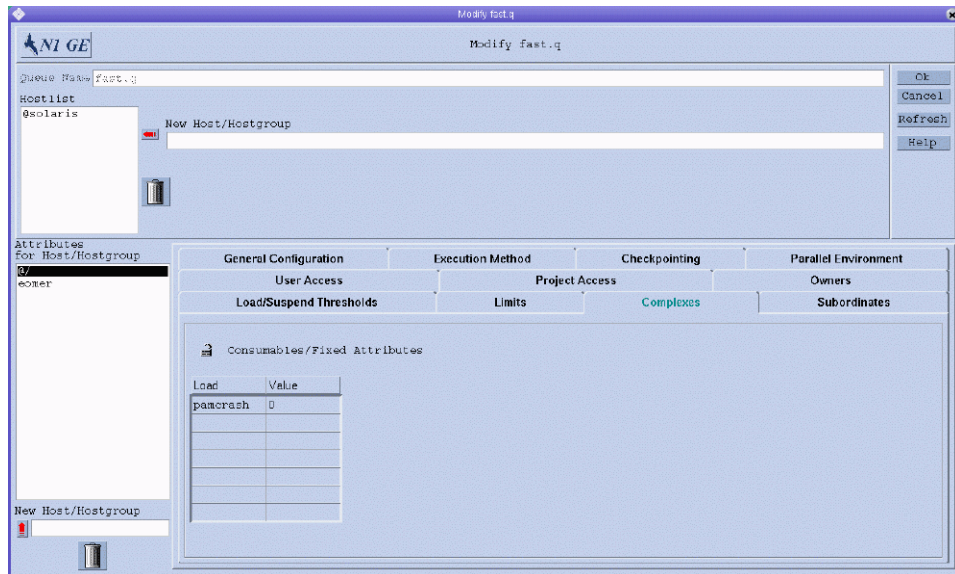 Modify fast.q
N1 GE
Modify fast.q
Queue Name fast.q
Ok
Hostlist
Cancel
@solaris
Refresh
New Host/Hostgroup
Help
Attributes
for Host/Hostgroup
@/
eomer
General Configuration Execution Method Checkpointing Parallel Environment
User Access Project Access Owners
Load/Suspend Thresholds Limits Complexes Subordinates
Consumables/Fixed Attributes
Load Value
pamcrash 0
New Host/Hostgroup